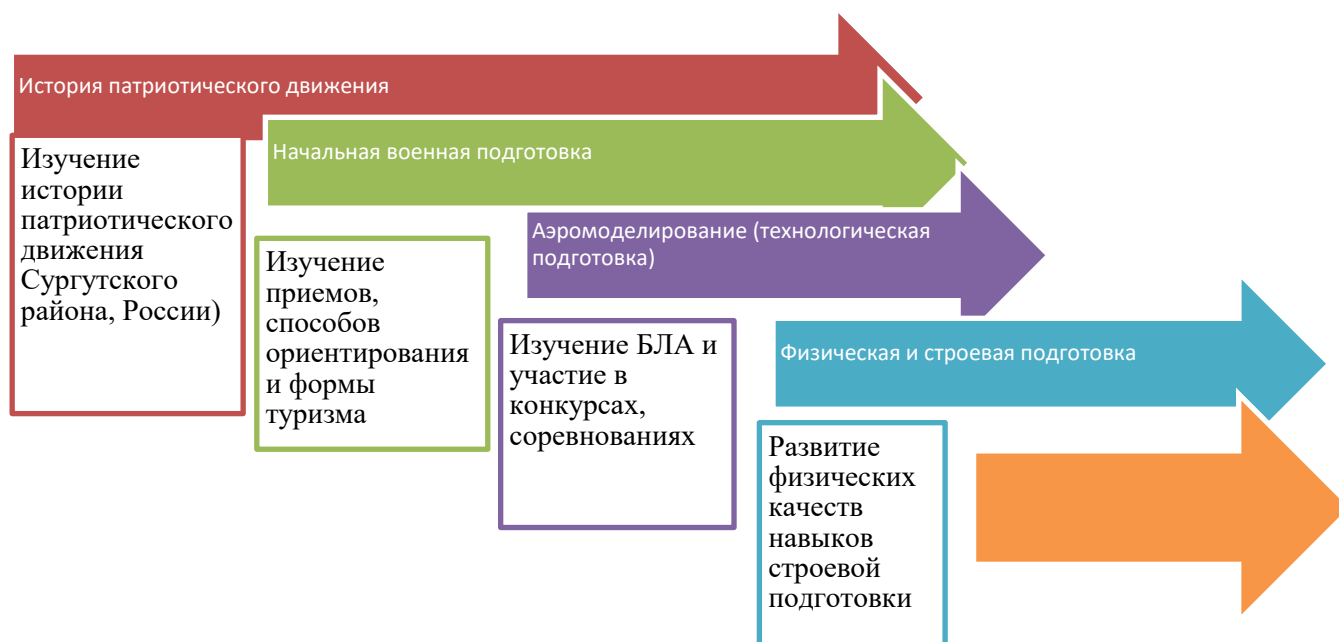 История патриотического движения
Изучение
истории
патриотического
движения
Сургутского
района, России)
Начальная военная подготовка
Изучение
приемов,
способов
ориентирования
и формы
туризма
Аэромоделирование (технологическая
подготовка)
Изучение БЛА и
участие в
конкурсах,
соревнованиях
Физическая и строевая подготовка
Развитие
физических
качеств
навыков
строевой
подготовки